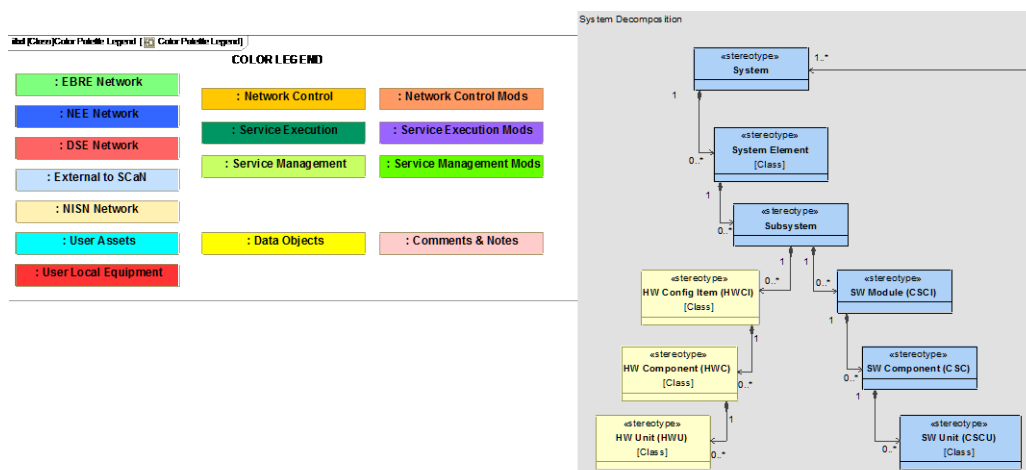 ibd [Chen]Color Palette Legend [ Color Palette Legend]
COLOR LEGEND
: EBRE Network
: NEE Network
: DSE Network
: External to SCaN
: NISN Network
: User Assets
: User Local Equipment
: Network Control
: Service Execution
: Service Management
: Data Objects
: Network Control Mods
: Service Execution Mods
: Service Management Mods
: Comments & Notes
System Decomposition
«stereotype»
System
1..*
1
«stereotype»
System Element
[Class]
0..*
1
«stereotype»
Subsystem
0..*
1
1
«stereotype»
HW Config Item (HWCI)
[Class]
0..*
0..*
«stereotype»
SW Module (CSCI)
1
1
«stereotype»
HW Component (HWC)
[Class]
0..*
0..*
«stereotype»
SW Component (CSC)
1
1
«stereotype»
HW Unit (HWU)
[Class]
0..*
0..*
«stereotype»
SW Unit (CSCU)
[Class]